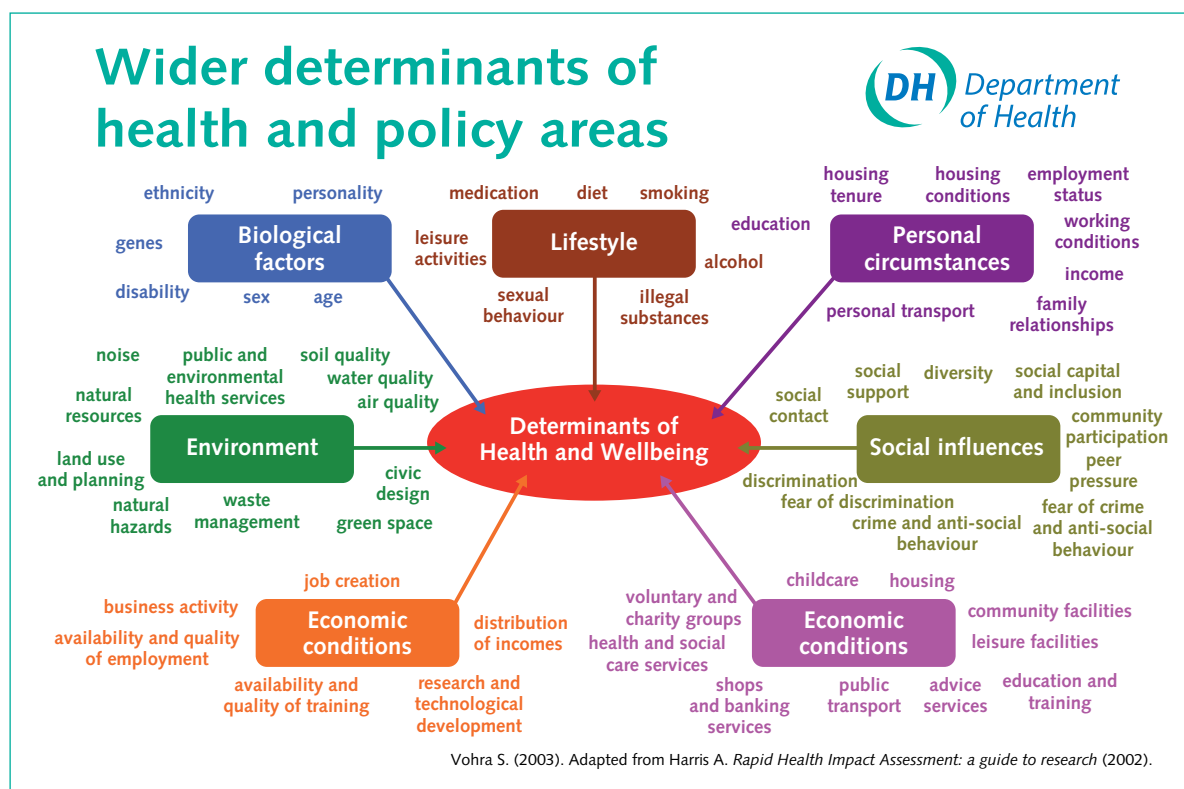 Wider determinants of
health and policy areas
DH Department
of Health
ethnicity
personality
genes
Biological
factors
disability
sex
age
medication
diet
smoking
leisure
activities
Lifestyle
alcohol
sexual
behaviour
illegal
substances
housing
tenure
housing
conditions
employment
status
education
Personal
circumstances
working
conditions
income
personal transport
family
relationships
noise
public and
environmental
health services
soil quality
water quality
air quality
natural
resources
Environment
land use
and planning
natural
hazards
waste
management
civic
design
green space
Determinants of
Health and Wellbeing
social
contact
social
support
diversity
social capital
and inclusion
Social influences
community
participation
peer
pressure
discrimination
fear of discrimination
crime and anti-social
behaviour
fear of crime
and anti-social
behaviour
job creation
business activity
Economic
conditions
distribution
of incomes
availability and quality
of employment
availability and
quality of training
research and
technological
development
childcare
housing
voluntary and
charity groups
Economic
conditions
community facilities
health and social
care services
leisure facilities
shops
and banking
services
public
transport
advice
services
education and
training
Vohra S. (2003). Adapted from Harris A. Rapid Health Impact Assessment: a guide to research (2002).